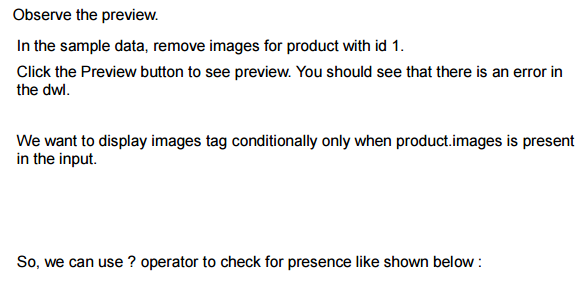 Observe the preview.
In the sample data, remove images for product with id 1.
Click the Preview button to see preview. You should see that there is an error in
the dwl.
We want to display images tag conditionally only when product.images is present
in the input.
So, we can use ? operator to check for presence like shown below :